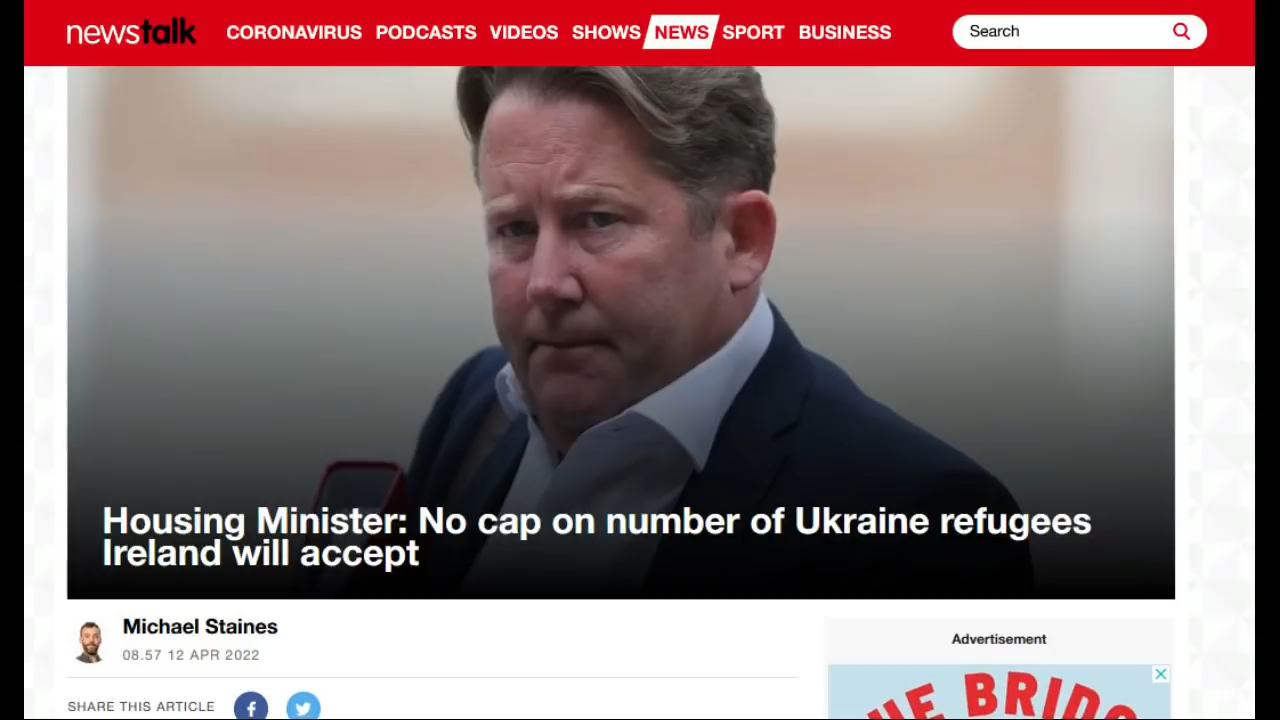 newstalk CORONAVIRUS PODCASTS VIDEOS SHOWS NEWS SPORT BUSINESS Search
Housing Minister: No cap on number of Ukraine refugees
Ireland will accept
Michael Staines
08.57 12 APR 2022
Advertisement
SHARE THIS ARTICLE